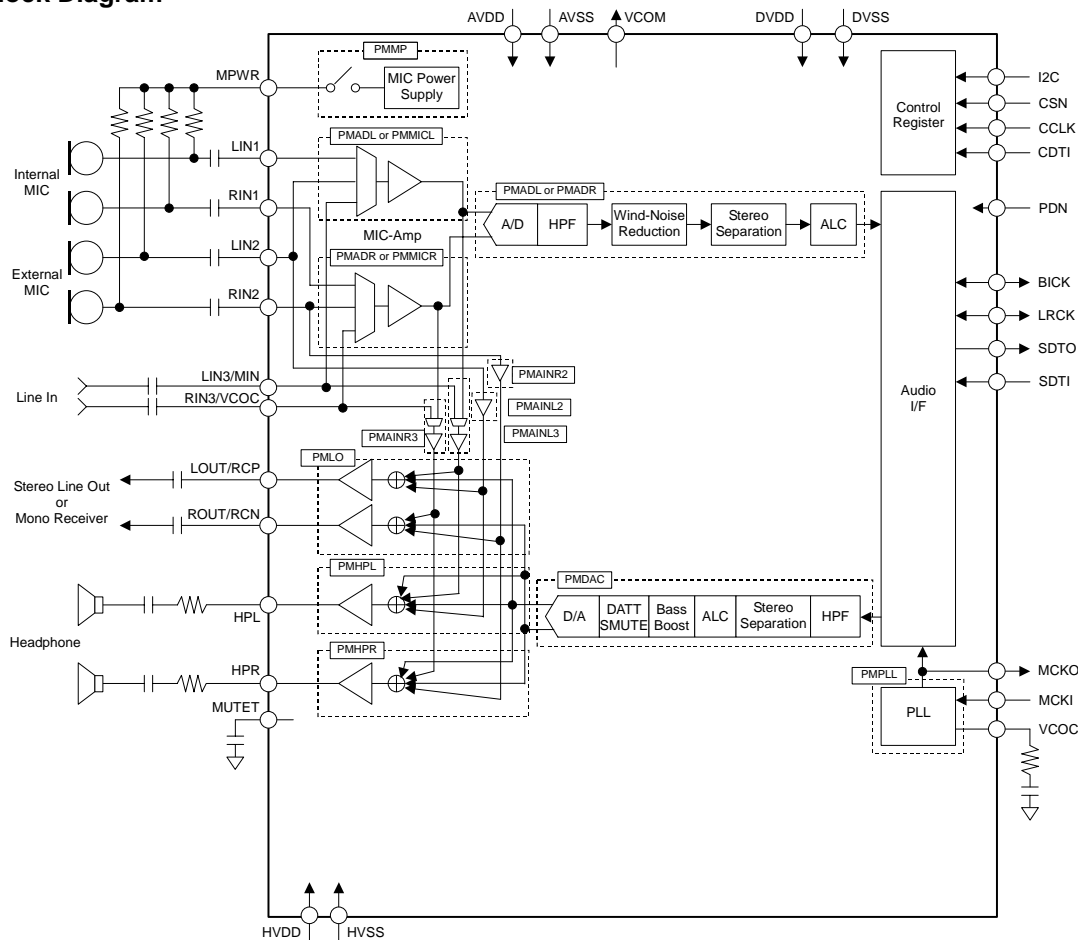 AVDD
AVSS
VCOM
DVDD
DVSS
PMMP
MPWR
MIC Power
Supply
Control
Register
I2C
CSN
CCLK
CDTI
PMADL or PMMICL
LIN1
Internal
MIC
RIN1
MIC-Amp
LIN2
External
MIC
PMADR or PMMICR
RIN2
PMADL or PMADR
A/D
HPF
Wind-Noise
Reduction
Stereo
Separation
ALC
PDN
BICK
LRCK
SDTO
SDTI
Audio
I/F
Line In
LIN3/MIN
RIN3/VCOC
PMAINR2
PMAINL2
PMAINR3
PMAINL3
PMLO
LOUT/RCP
Stereo Line Out
or
Mono Receiver
ROUT/RCN
PMHPL
HPL
Headphone
PMHPR
HPR
MUTET
PMDAC
D/A
DATT
SMUTE
Bass
Boost
ALC
Stereo
Separation
HPF
PMPLL
PLL
MCKO
MCKI
VCOC
HVDD
HVSS